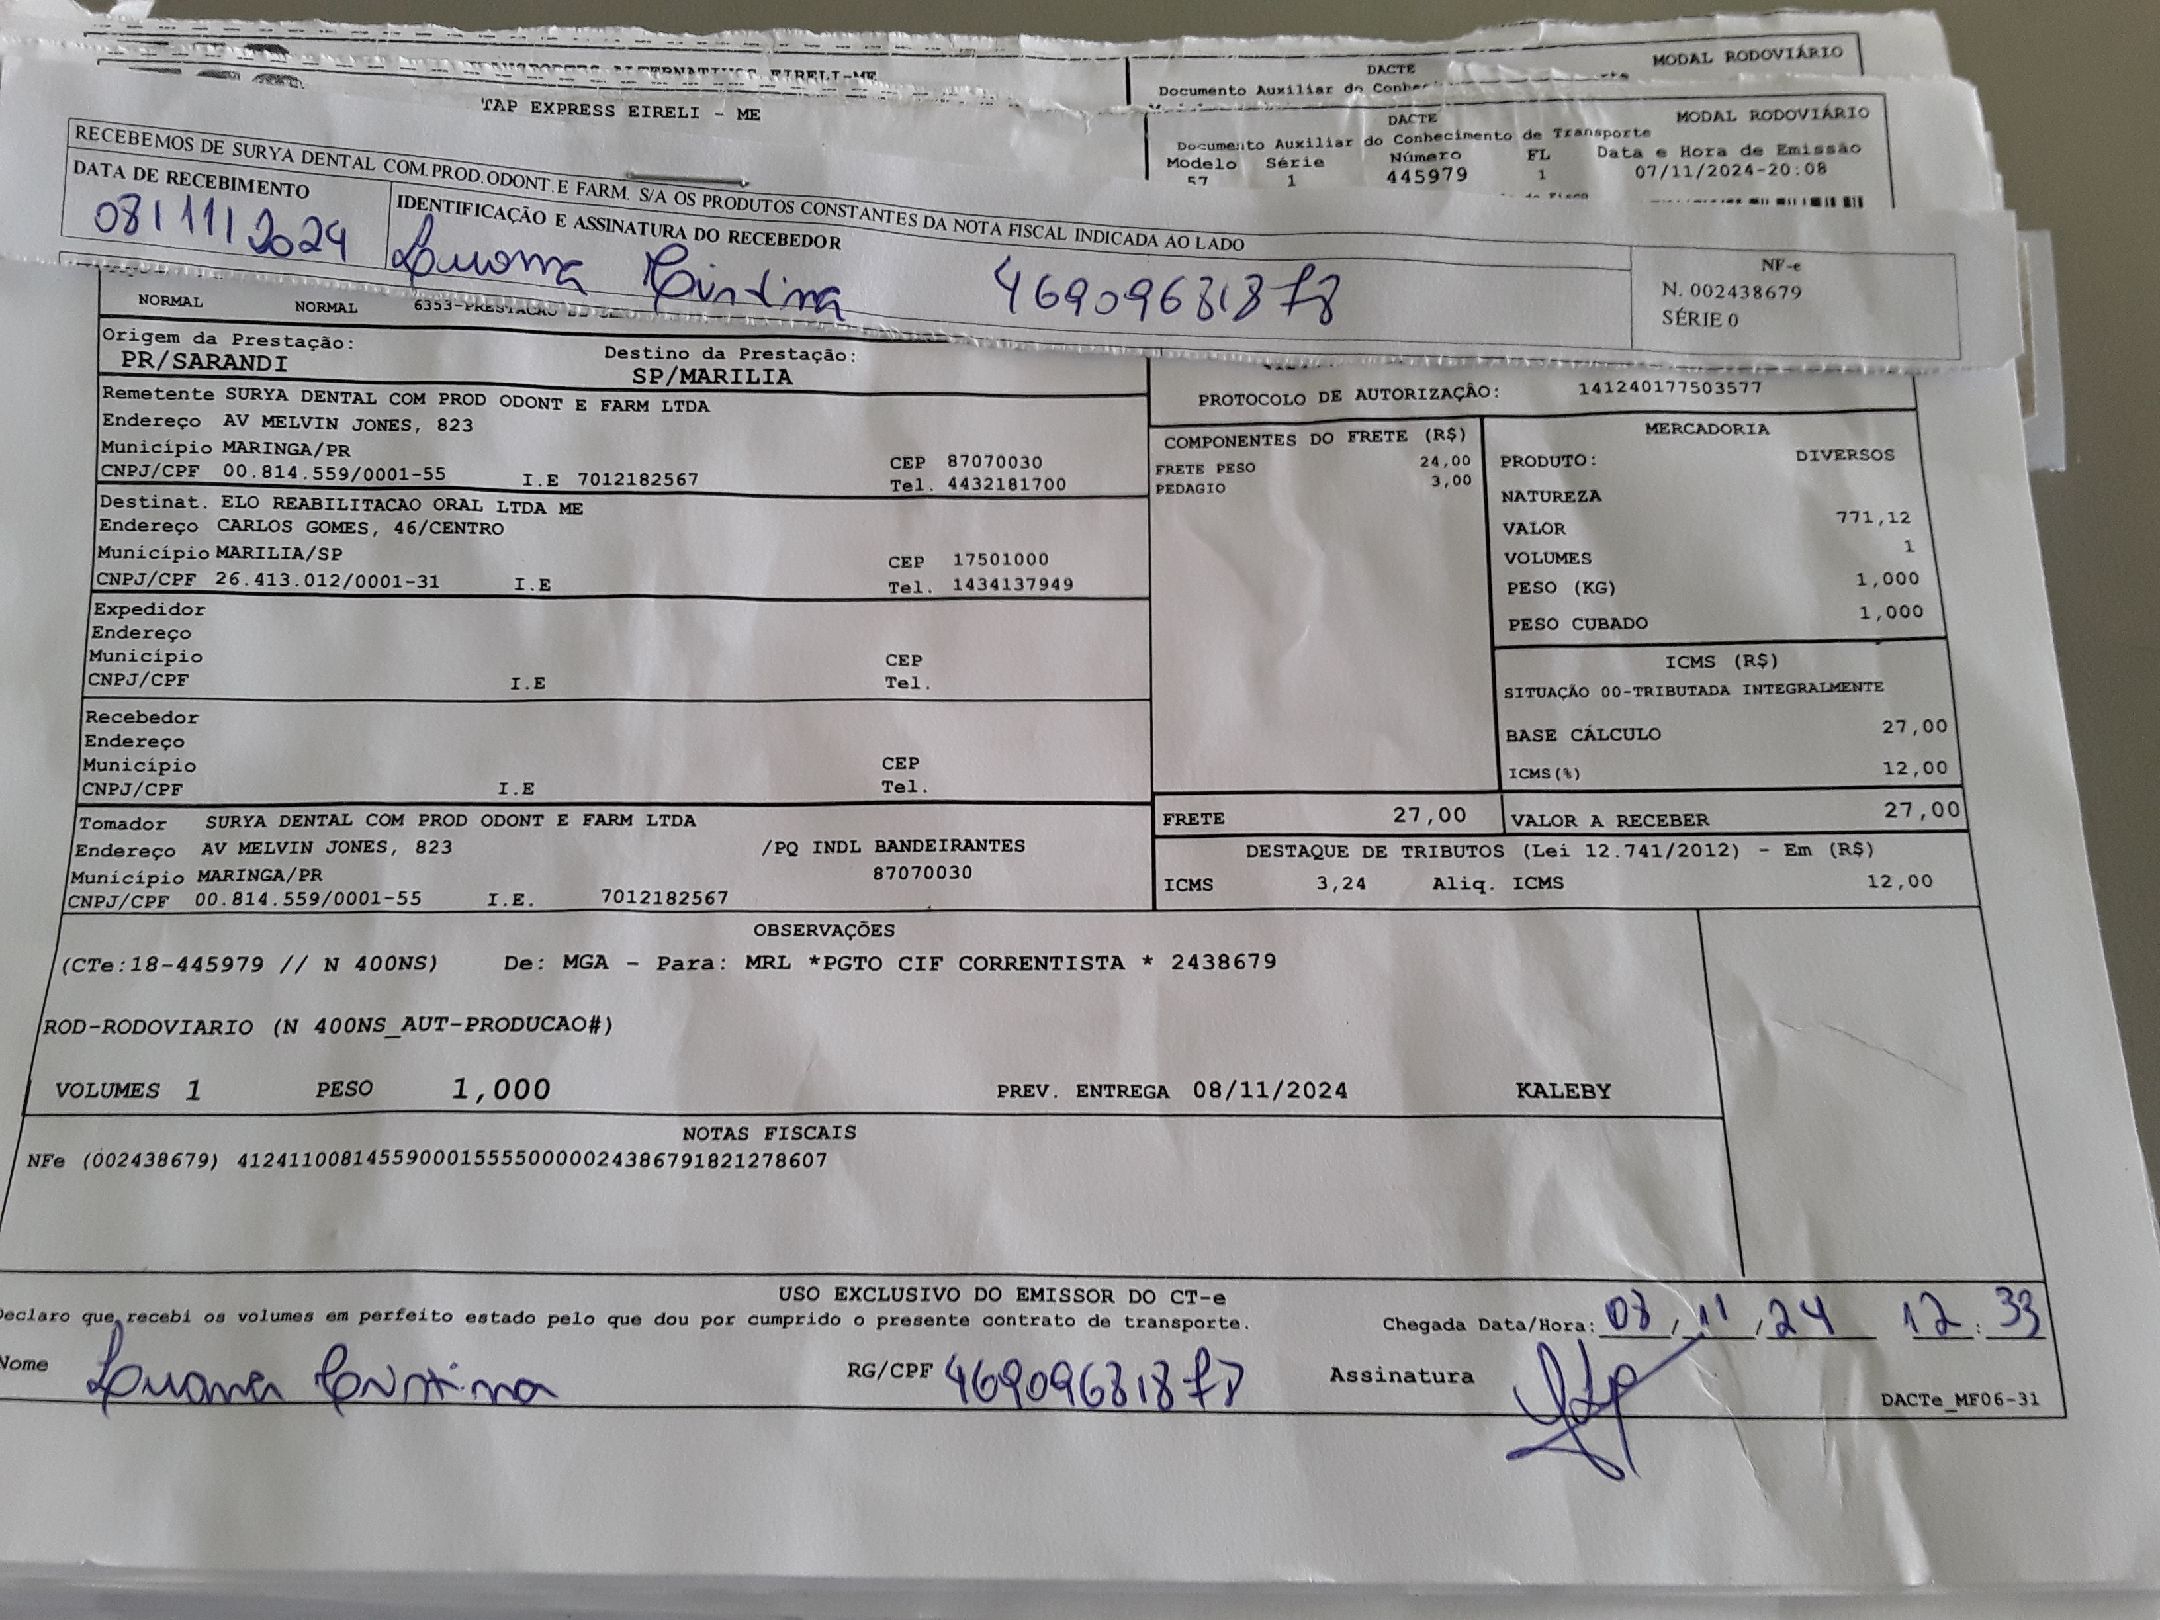 DACTE
MODAL RODOVIÁRIO
TAP EXPRESS EIRELI - ME
DACTE
MODAL RODOVIÁRIO
Documento Auxiliar do Conhecimento de Transporte
Modelo Série Número FL Data e Hora de Emissão
57 1 445979 1 07/11/2024-20:08
RECEBEMOS DE SURYA DENTAL COM.PROD.ODONT.E FARM. S/A OS PRODUTOS CONSTANTES DA NOTA FISCAL INDICADA AO LADO
DATA DE RECEBIMENTO
08/11/2024
IDENTIFICAÇÃO E ASSINATURA DO RECEBEDOR
Luana Cristina 46909681878
NF-e
N. 002438679
SÉRIE 0
NORMAL NORMAL
Origem da Prestação:
PR/SARANDI
Destino da Prestação:
SP/MARILIA
Remetente SURYA DENTAL COM PROD ODONT E FARM LTDA
Endereço AV MELVIN JONES, 823
Município MARINGA/PR CEP 87070030
CNPJ/CPF 00.814.559/0001-55 I.E 7012182567 Tel. 4432181700
Destinat. ELO REABILITACAO ORAL LTDA ME
Endereço CARLOS GOMES, 46/CENTRO
Município MARILIA/SP CEP 17501000
CNPJ/CPF 26.413.012/0001-31 I.E Tel. 1434137949
Expedidor
Endereço
Município CEP
CNPJ/CPF I.E Tel.
Recebedor
Endereço
Município CEP
CNPJ/CPF I.E Tel.
Tomador SURYA DENTAL COM PROD ODONT E FARM LTDA
Endereço AV MELVIN JONES, 823 /PQ INDL BANDEIRANTES
Município MARINGA/PR 87070030
CNPJ/CPF 00.814.559/0001-55 I.E. 7012182567
PROTOCOLO DE AUTORIZAÇÃO: 141240177503577
COMPONENTES DO FRETE (R$)
FRETE PESO 24,00
PEDAGIO 3,00
MERCADORIA
PRODUTO: DIVERSOS
NATUREZA
VALOR 771,12
VOLUMES 1
PESO (KG) 1,000
PESO CUBADO 1,000
ICMS (R$)
SITUAÇÃO 00-TRIBUTADA INTEGRALMENTE
BASE CÁLCULO 27,00
ICMS(%) 12,00
FRETE 27,00 VALOR A RECEBER 27,00
DESTAQUE DE TRIBUTOS (Lei 12.741/2012) - Em (R$)
ICMS 3,24 Aliq. ICMS 12,00
OBSERVAÇÕES
(CTe:18-445979 // N 400NS) De: MGA - Para: MRL *PGTO CIF CORRENTISTA * 2438679
ROD-RODOVIARIO (N 400NS_AUT-PRODUCAO#)
VOLUMES 1 PESO 1,000 PREV. ENTREGA 08/11/2024 KALEBY
NOTAS FISCAIS
NFe (002438679) 41241100814559000155550000024386791821278607
USO EXCLUSIVO DO EMISSOR DO CT-e
Declaro que recebi os volumes em perfeito estado pelo que dou por cumprido o presente contrato de transporte.
Chegada Data/Hora: 08/11/24 12:33
Nome Luana Cristina RG/CPF 46909681878 Assinatura
DACTe_MF06-31